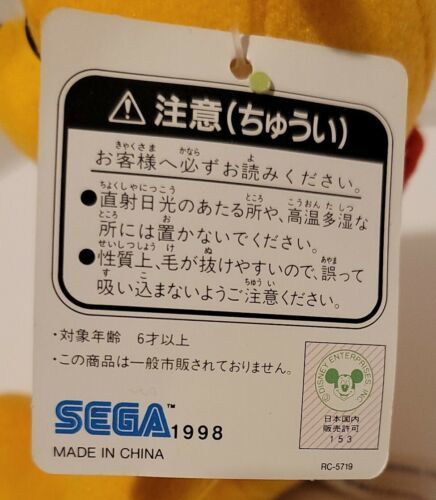 注意(ちゅうい)
お客様へ必ずお読みください。
●直射日光のあたる所や、高温多湿な
所には置かないでください。
●性質上、毛が抜けやすいので、誤って
吸い込まないようご注意ください。
・対象年齢 6才以上
・この商品は一般市販されておりません。
SEGA™ 1998
MADE IN CHINA
©DISNEY ENTERPRISES INC
日本国内
販売許可
153
RC-5719